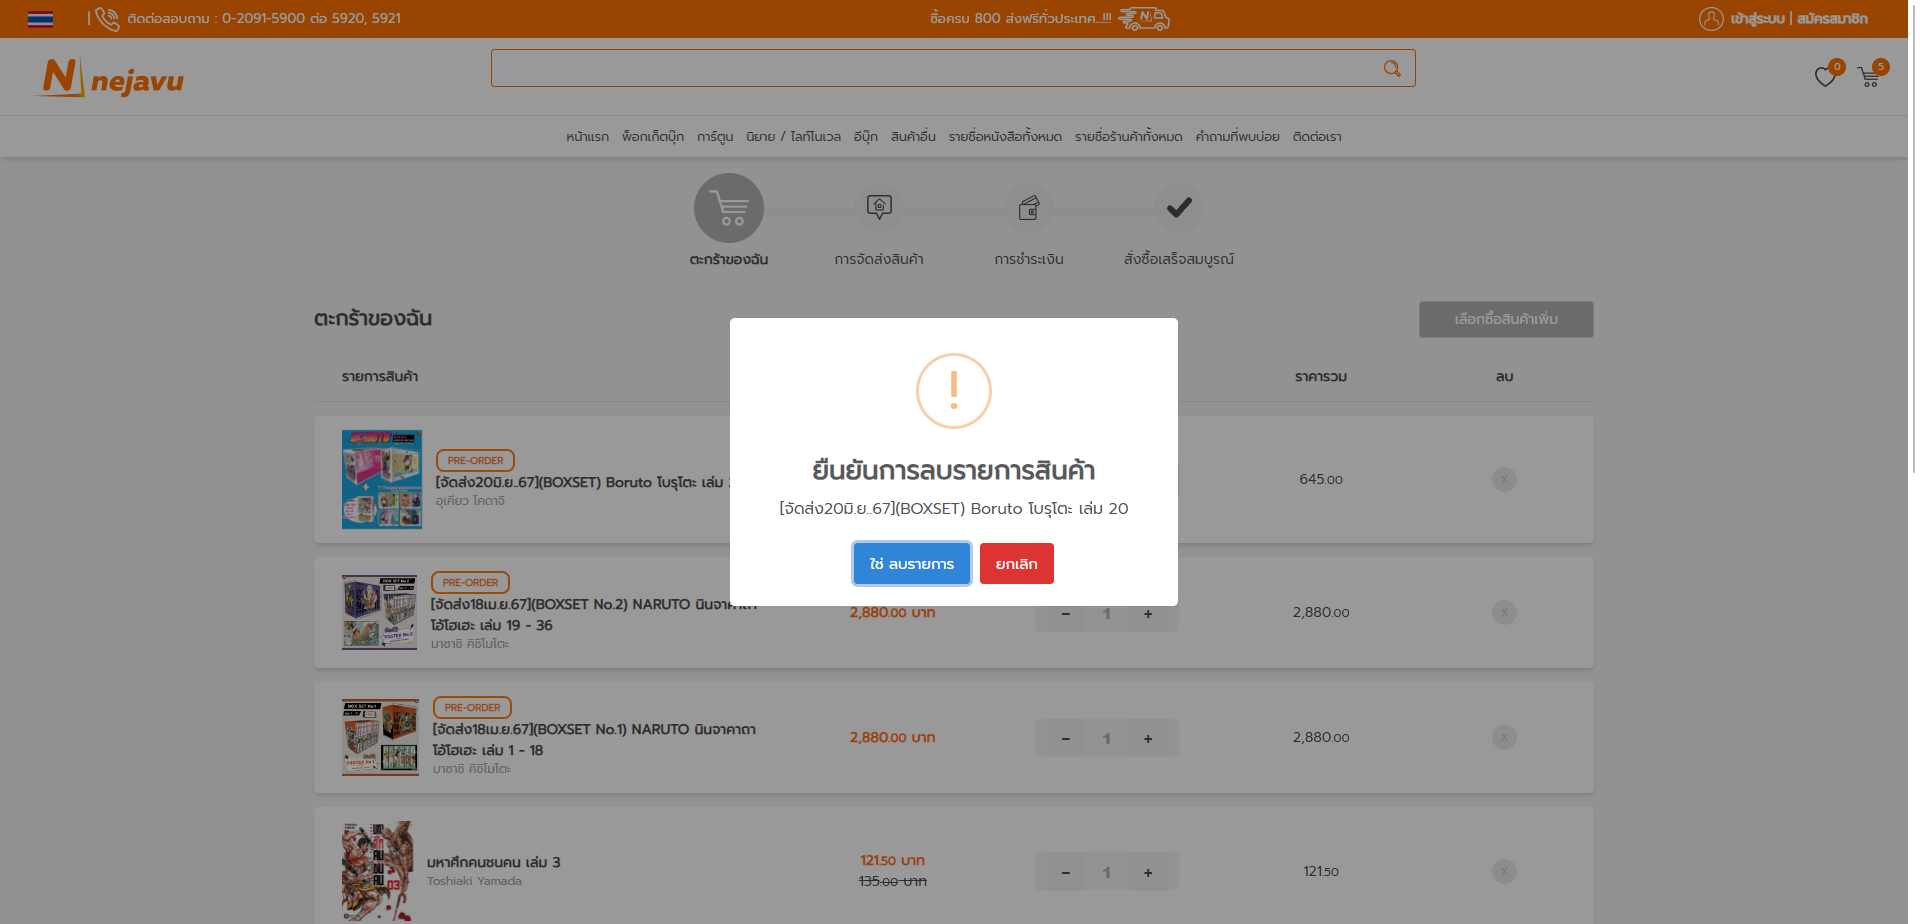 | ติดต่อสอบถาม : 0-2091-5900 ต่อ 5920, 5921
ซื้อครบ 800 ส่งฟรีทั่วประเทศ...!!!
เข้าสู่ระบบ | สมัครสมาชิก
N nejavu
0
5
หน้าแรก พ็อกเก็ตบุ๊ก การ์ตูน นิยาย / ไลท์โนเวล อีบุ๊ก สินค้าอื่น รายชื่อหนังสือทั้งหมด รายชื่อร้านค้าทั้งหมด คำถามที่พบบ่อย ติดต่อเรา
ตะกร้าของฉัน การจัดส่งสินค้า การชำระเงิน สั่งซื้อเสร็จสมบูรณ์
ตะกร้าของฉัน
เลือกซื้อสินค้าเพิ่ม
รายการสินค้า ราคารวม ลบ
PRE-ORDER
[จัดส่ง20มิ.ย..67](BOXSET) Boruto โบรุโตะ เล่ม
อุเคียว โคดาจิ
645.00 x
!
ยืนยันการลบรายการสินค้า
[จัดส่ง20มิ.ย..67](BOXSET) Boruto โบรุโตะ เล่ม 20
ใช่ ลบรายการ ยกเลิก
PRE-ORDER
[จัดส่ง18เม.ย.67](BOXSET No.2) NARUTO นินจาคาถา
โอ้โฮเฮะ เล่ม 19 - 36
มาซาชิ คิชิโมโตะ
2,880.00 บาท - 1 + 2,880.00 x
PRE-ORDER
[จัดส่ง18เม.ย.67](BOXSET No.1) NARUTO นินจาคาถา
โอ้โฮเฮะ เล่ม 1 - 18
มาซาชิ คิชิโมโตะ
2,880.00 บาท - 1 + 2,880.00 x
มหาศึกคนชนคน เล่ม 3
Toshiaki Yamada
121.50 บาท
135.00 บาท
- 1 + 121.50 x
03